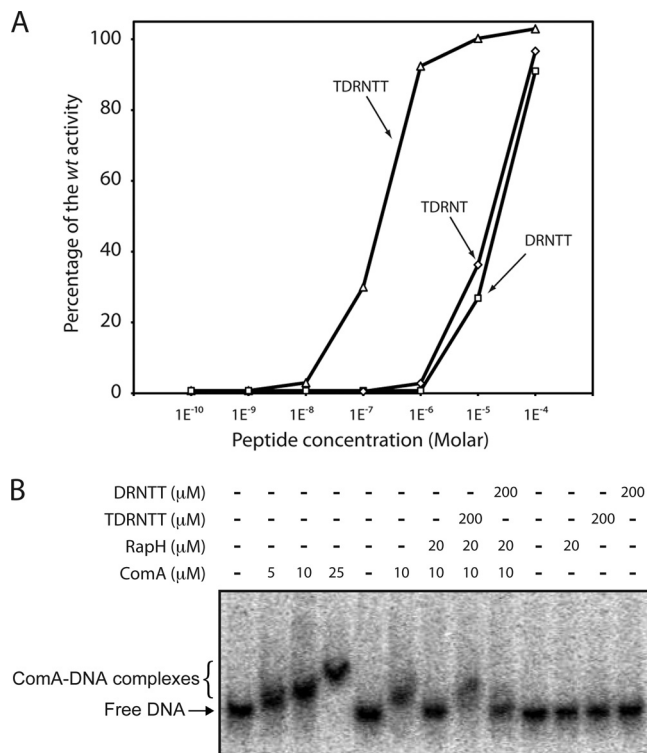 A
Percentage of the wt activity
100
80
60
40
20
0
TDRNTT
TDRNT
DRNTT
1E⁻¹⁰ 1E⁻⁹ 1E⁻⁸ 1E⁻⁷ 1E⁻⁶ 1E⁻⁵ 1E⁻⁴
Peptide concentration (Molar)
B
DRNTT (μM) - - - - - - - - 200 - - - 200
TDRNTT (μM) - - - - - - - 200 - - - 200 -
RapH (μM) - - - - - - 20 20 20 - 20 - -
ComA (μM) - 5 10 25 - 10 10 10 10 - - - -
ComA-DNA complexes
Free DNA